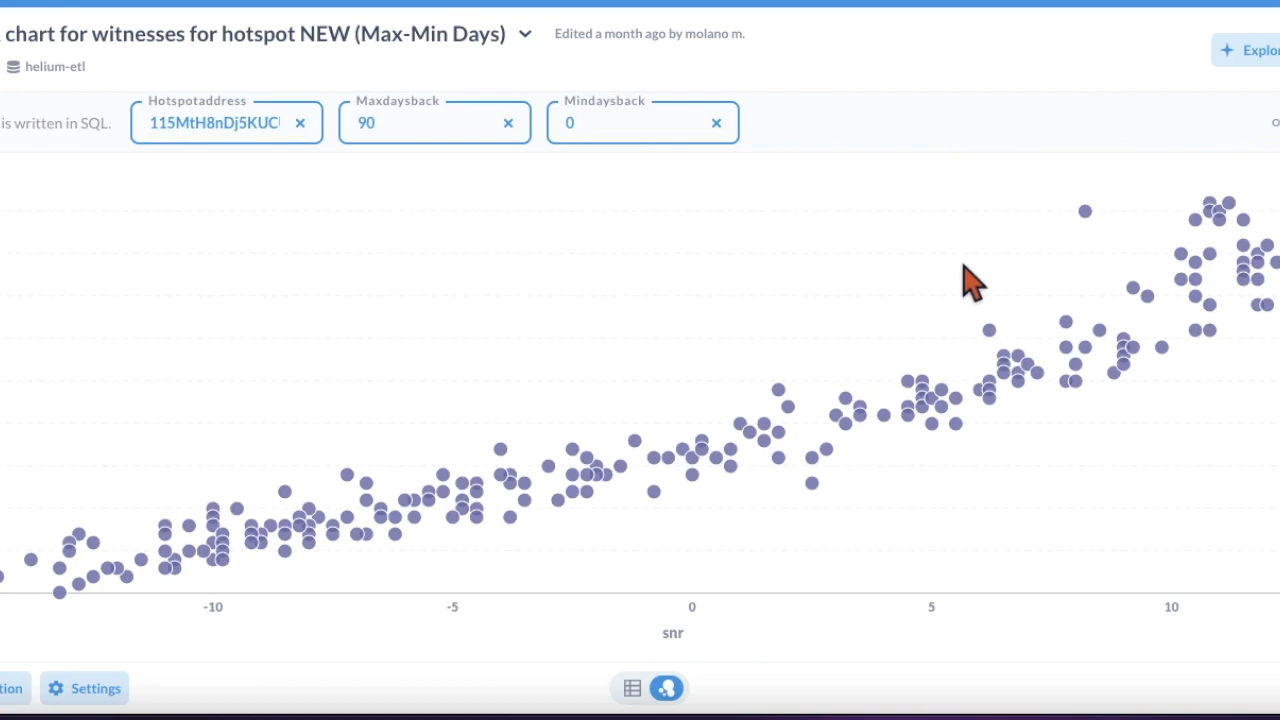 chart for witnesses for hotspot NEW (Max-Min Days)
Edited a month ago by molano m.
Explor
helium-etl
is written in SQL.
Hotspotaddress
115MtH8nDj5KUC
Maxdaysback
90
Mindaysback
0
-10
-5
0
5
10
snr
tion
Settings